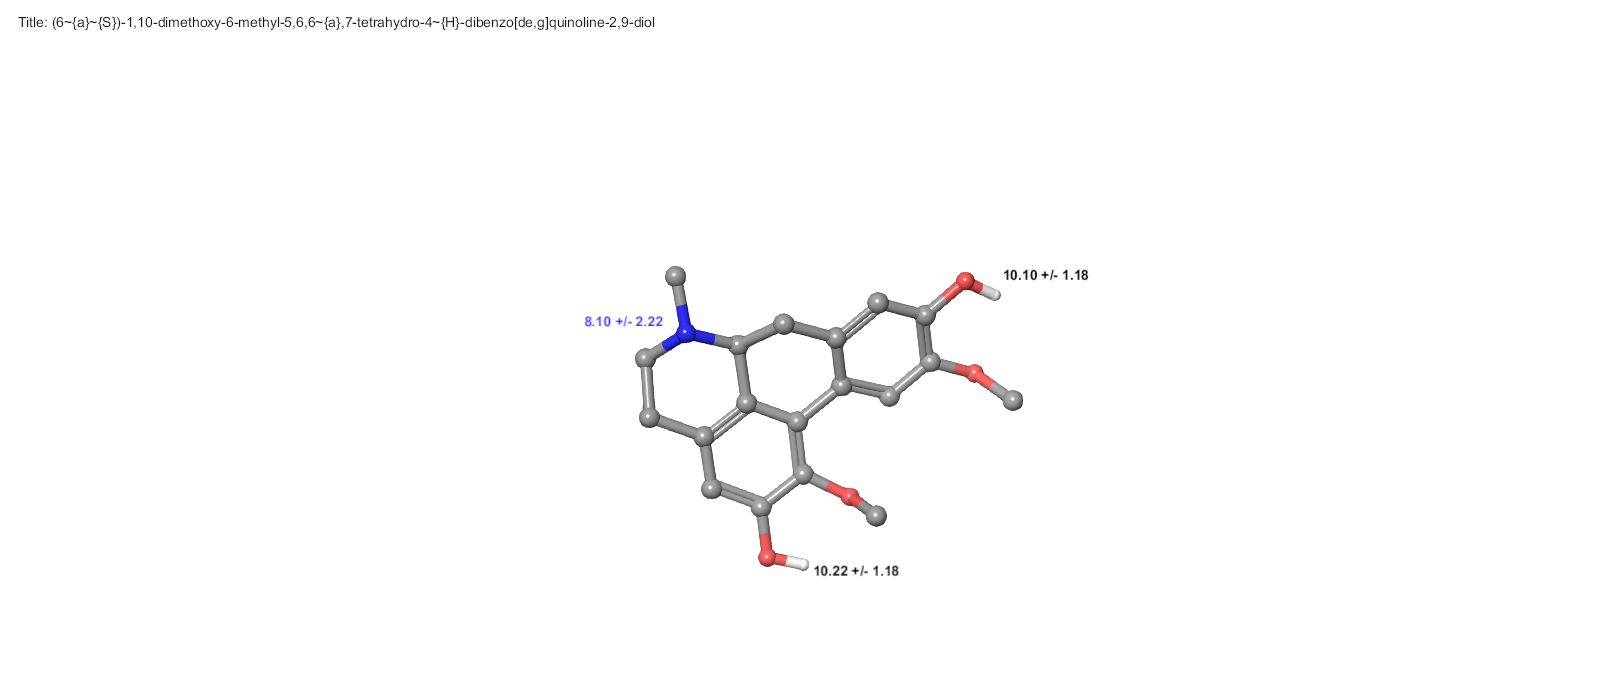 Title: (6~{a}~{S})-1,10-dimethoxy-6-methyl-5,6,6~{a},7-tetrahydro-4~{H}-dibenzo[de,g]quinoline-2,9-diol
10.10 +/- 1.18
8.10 +/- 2.22
10.22 +/- 1.18